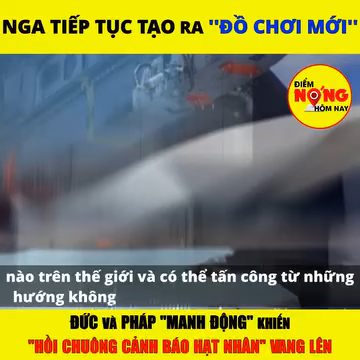 NGA TIẾP TỤC TẠO RA "ĐỒ CHƠI MỚI"
ĐIỂM
NÓNG
HÔM NAY
nào trên thế giới và có thể tấn công từ những
hướng không
ĐỨC VÀ PHÁP "MANH ĐỘNG" KHIẾN
"HỒI CHUÔNG CẢNH BÁO HẠT NHÂN" VANG LÊN